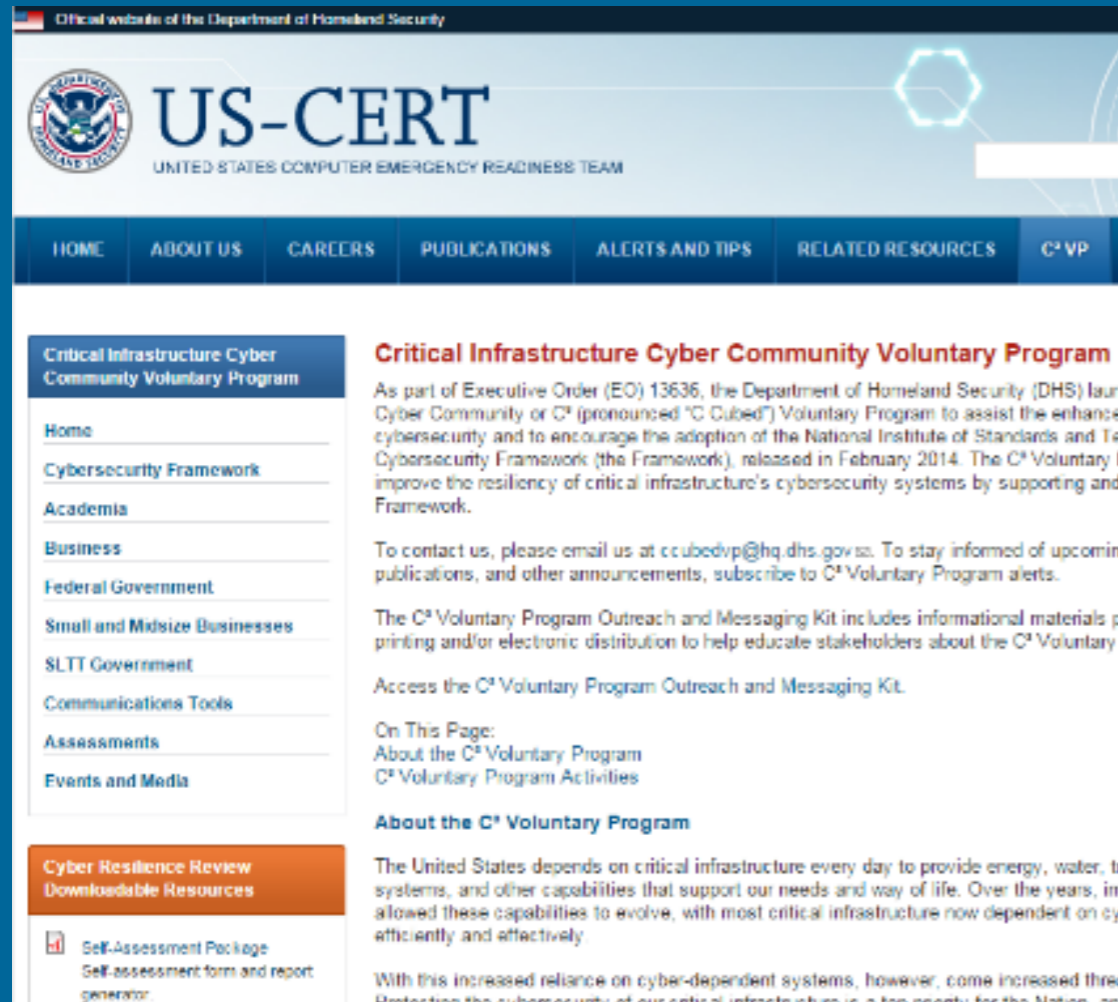 Official website of the Department of Homeland Security
US-CERT
UNITED STATES COMPUTER EMERGENCY READINESS TEAM
HOME ABOUT US CAREERS PUBLICATIONS ALERTS AND TIPS RELATED RESOURCES C³ VP
Critical Infrastructure Cyber
Community Voluntary Program
Home
Cybersecurity Framework
Academia
Business
Federal Government
Small and Midsize Businesses
SLTT Government
Communications Tools
Assessments
Events and Media
Cyber Resilience Review
Downloadable Resources
Self-Assessment Package
Self-assessment form and report
generator.
Critical Infrastructure Cyber Community Voluntary Program
As part of Executive Order (EO) 13636, the Department of Homeland Security (DHS) lau
Cyber Community or C³ (pronounced "C Cubed") Voluntary Program to assist the enhance
cybersecurity and to encourage the adoption of the National Institute of Standards and Te
Cybersecurity Framework (the Framework), released in February 2014. The C³ Voluntary
improve the resiliency of critical infrastructure's cybersecurity systems by supporting and
Framework.
To contact us, please email us at ccubedvp@hq.dhs.gov. To stay informed of upcomin
publications, and other announcements, subscribe to C³ Voluntary Program alerts.
The C³ Voluntary Program Outreach and Messaging Kit includes informational materials p
printing and/or electronic distribution to help educate stakeholders about the C³ Voluntary
Access the C³ Voluntary Program Outreach and Messaging Kit.
On This Page:
About the C³ Voluntary Program
C³ Voluntary Program Activities
About the C³ Voluntary Program
The United States depends on critical infrastructure every day to provide energy, water, t
systems, and other capabilities that support our needs and way of life. Over the years, im
allowed these capabilities to evolve, with most critical infrastructure now dependent on cy
efficiently and effectively.
With this increased reliance on cyber-dependent systems, however, come increased thre
Protecting the cybersecurity of our critical infrastructure is a top priority for the Nation.